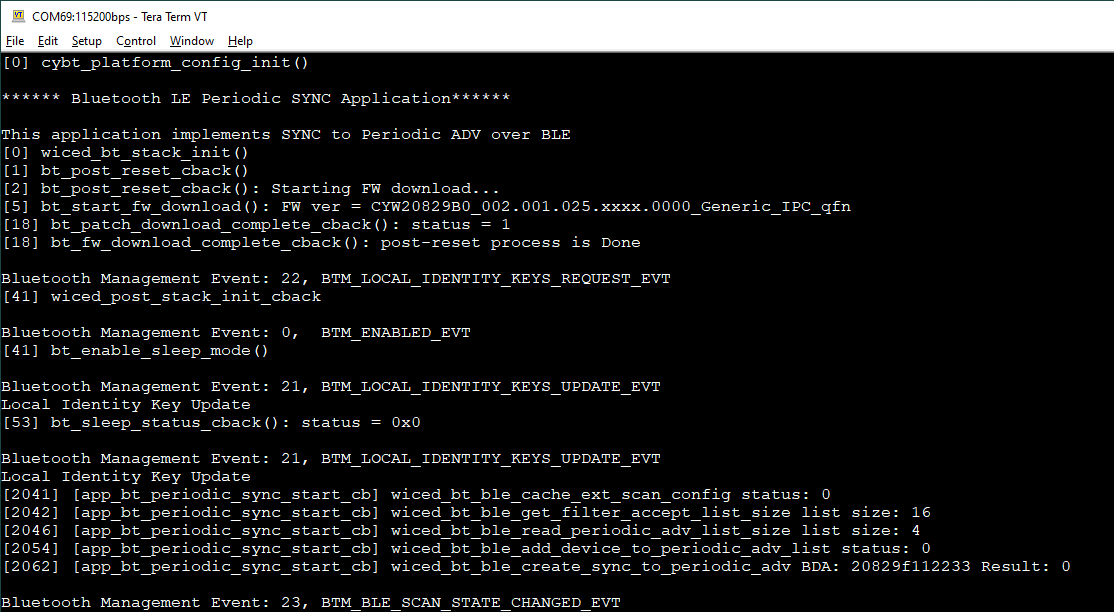 VT COM69:115200bps - Tera Term VT
File Edit Setup Control Window Help
[0] cybt_platform_config_init()
****** Bluetooth LE Periodic SYNC Application******
This application implements SYNC to Periodic ADV over BLE
[0] wiced_bt_stack_init()
[1] bt_post_reset_cback()
[2] bt_post_reset_cback(): Starting FW download...
[5] bt_start_fw_download(): FW ver = CYW20829B0_002.001.025.xxxx.0000_Generic_IPC_qfn
[18] bt_patch_download_complete_cback(): status = 1
[18] bt_fw_download_complete_cback(): post-reset process is Done
Bluetooth Management Event: 22, BTM_LOCAL_IDENTITY_KEYS_REQUEST_EVT
[41] wiced_post_stack_init_cback
Bluetooth Management Event: 0,  BTM_ENABLED_EVT
[41] bt_enable_sleep_mode()
Bluetooth Management Event: 21, BTM_LOCAL_IDENTITY_KEYS_UPDATE_EVT
Local Identity Key Update
[53] bt_sleep_status_cback(): status = 0x0
Bluetooth Management Event: 21, BTM_LOCAL_IDENTITY_KEYS_UPDATE_EVT
Local Identity Key Update
[2041] [app_bt_periodic_sync_start_cb] wiced_bt_ble_cache_ext_scan_config status: 0
[2042] [app_bt_periodic_sync_start_cb] wiced_bt_ble_get_filter_accept_list_size list size: 16
[2046] [app_bt_periodic_sync_start_cb] wiced_bt_ble_read_periodic_adv_list_size list size: 4
[2054] [app_bt_periodic_sync_start_cb] wiced_bt_ble_add_device_to_periodic_adv_list status: 0
[2062] [app_bt_periodic_sync_start_cb] wiced_bt_ble_create_sync_to_periodic_adv BDA: 20829f112233 Result: 0
Bluetooth Management Event: 23, BTM_BLE_SCAN_STATE_CHANGED_EVT